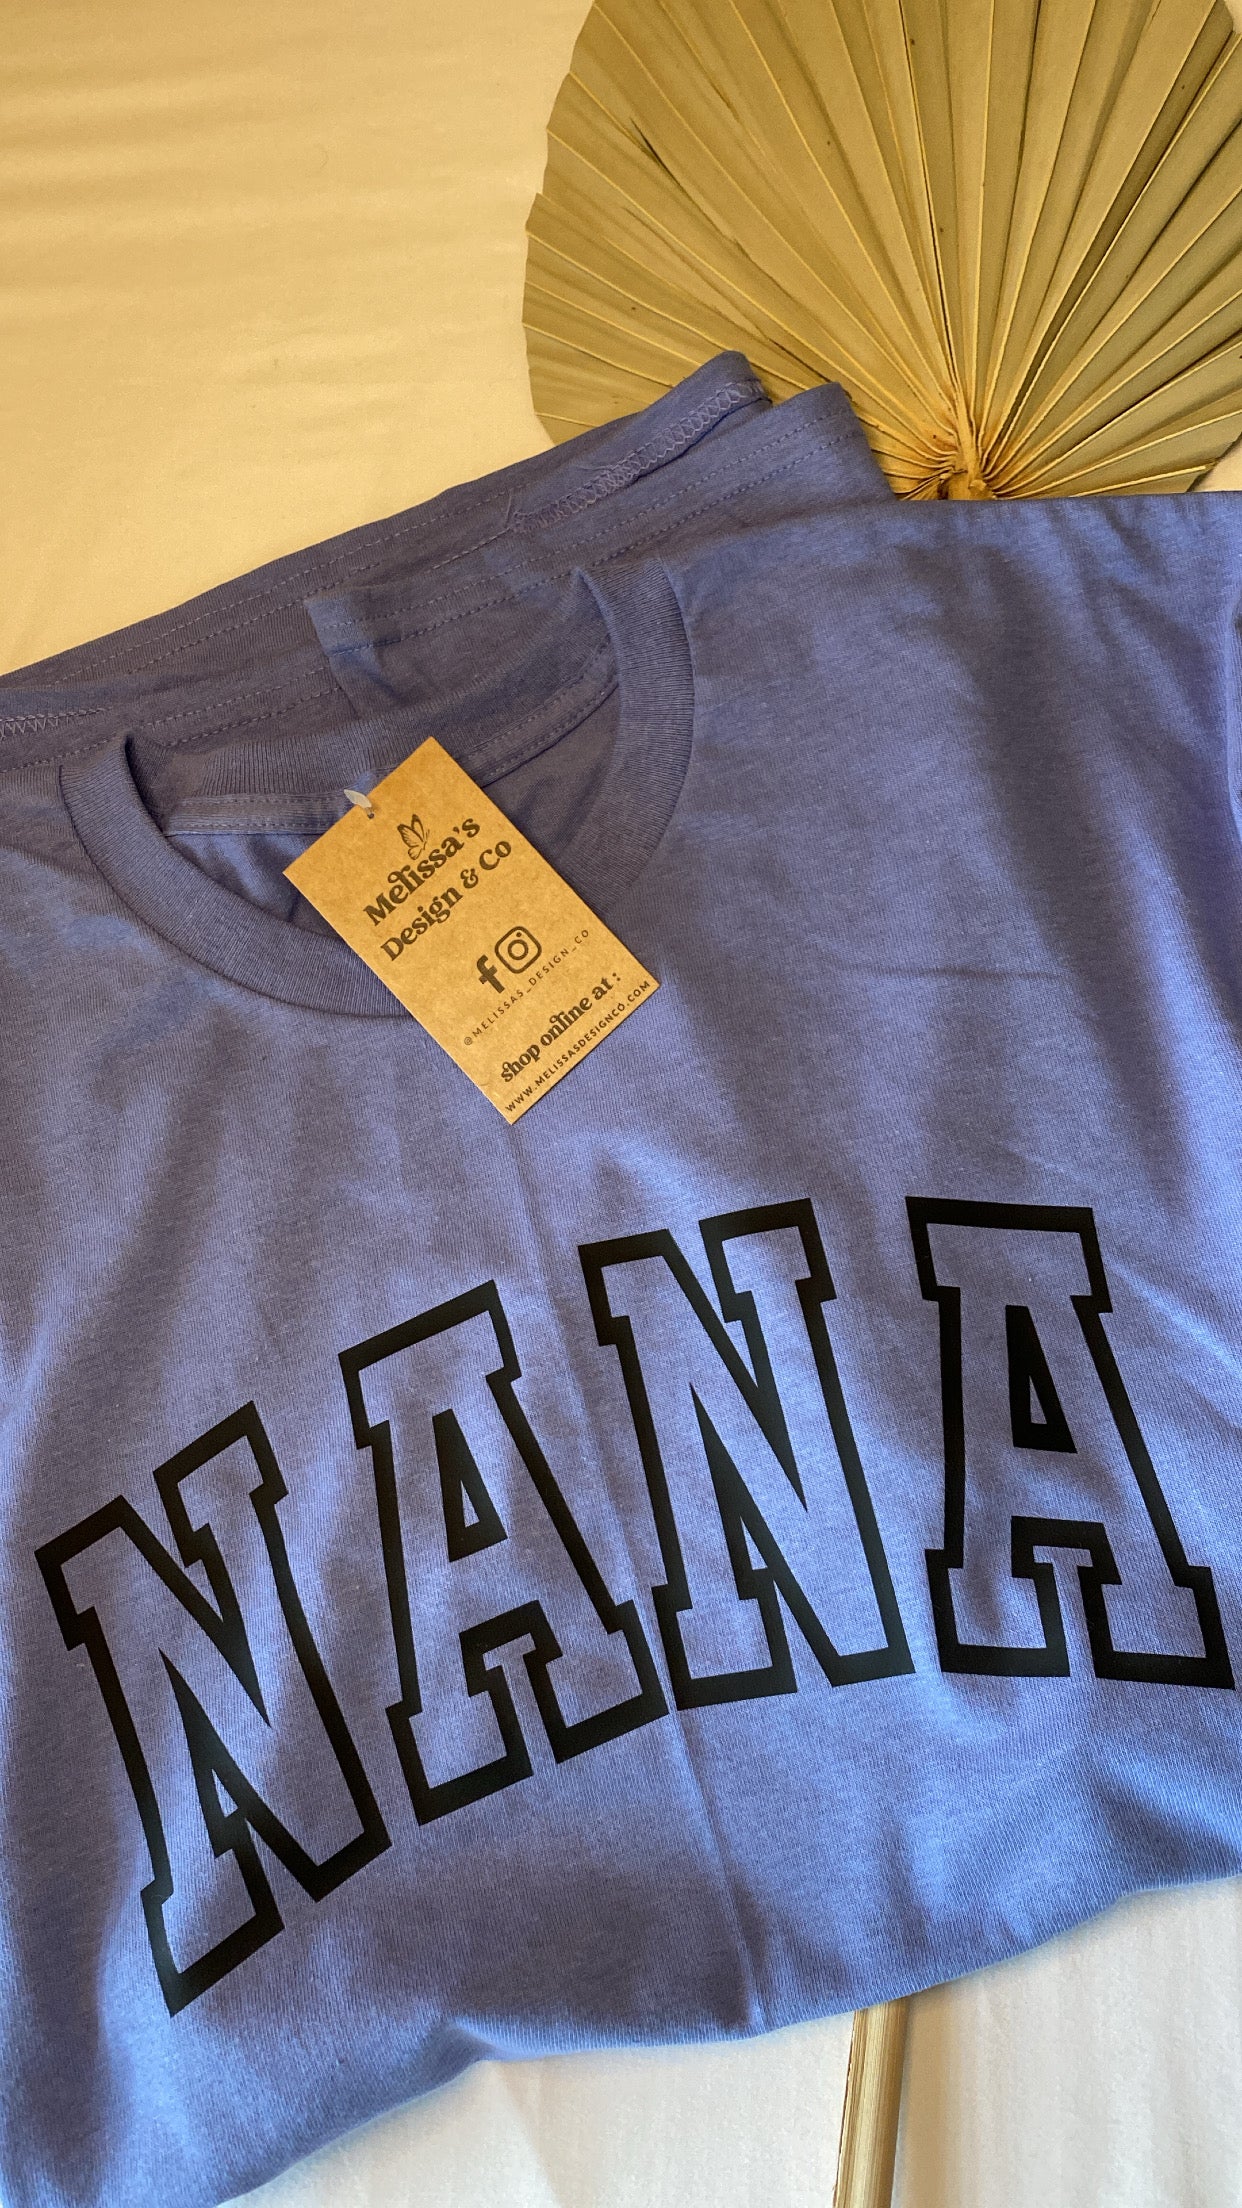 Melissa's
Design & Co
@MELISSAS_DESIGN_CO
shop online at :
WWW.MELISSASDESIGNCO.COM
NANA